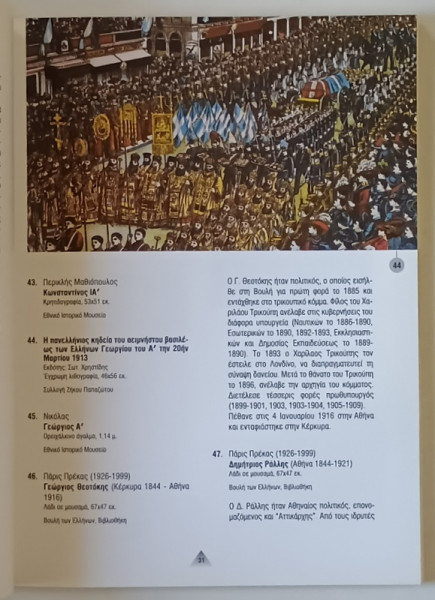 44
43. Περικλής Μαθιόπουλος
Κωνσταντίνος ΙΑ'
Κρητιδογραφία, 53x51 εκ.
Εθνικό Ιστορικό Μουσείο
44. Η πανελλήνιος κηδεία του αειμνήστου βασιλέ-
ως των Ελλήνων Γεωργίου του Α' την 20ήν
Μαρτίου 1913
Εκδότης: Σωτ. Χρηστίδης
Έγχρωμη λιθογραφία, 46x56 εκ.
Συλλογή Ζήκου Παπαζώτου
45. Νικόλας
Γεώργιος Α'
Ορειχάλκινο άγαλμα, 1,14 μ.
Εθνικό Ιστορικό Μουσείο
46. Πάρις Πρέκας (1926-1999)
Γεώργιος Θεοτόκης (Κέρκυρα 1844 - Αθήνα
1916)
Λάδι σε μουσαμά, 67x47 εκ.
Βουλή των Ελλήνων, Βιβλιοθήκη
Ο Γ. Θεοτόκης ήταν πολιτικός, ο οποίος εισήλ-
θε στη Βουλή για πρώτη φορά το 1885 και
εντάχθηκε στο τρικουπικό κόμμα. Φίλος του Χα-
ριλάου Τρικούπη ανέλαβε στις κυβερνήσεις του
διάφορα υπουργεία (Ναυτικών το 1886-1890,
Εσωτερικών το 1890, 1892-1893, Εκκλησιαστι-
κών και Δημοσίας Εκπαιδεύσεως το 1889-
1890). Το 1893 ο Χαρίλαος Τρικούπης τον
έστειλε στο Λονδίνο, να διαπραγματευτεί τη
σύναψη δανείου. Μετά το θάνατο του Τρικούπη
το 1896, ανέλαβε την αρχηγία του κόμματος.
Διετέλεσε τέσσερις φορές πρωθυπουργός
(1899-1901, 1903, 1903-1904, 1905-1909).
Πέθανε στις 4 Ιανουαρίου 1916 στην Αθήνα
και ενταφιάστηκε στην Κέρκυρα.
47. Πάρις Πρέκας (1926-1999)
Δημήτριος Ράλλης (Αθήνα 1844-1921)
Λάδι σε μουσαμά, 67x47 εκ.
Βουλή των Ελλήνων, Βιβλιοθήκη
Ο Δ. Ράλλης ήταν Αθηναίος πολιτικός, επονο-
μαζόμενος και "Αττικάρχης". Από τους ιδρυτές
31